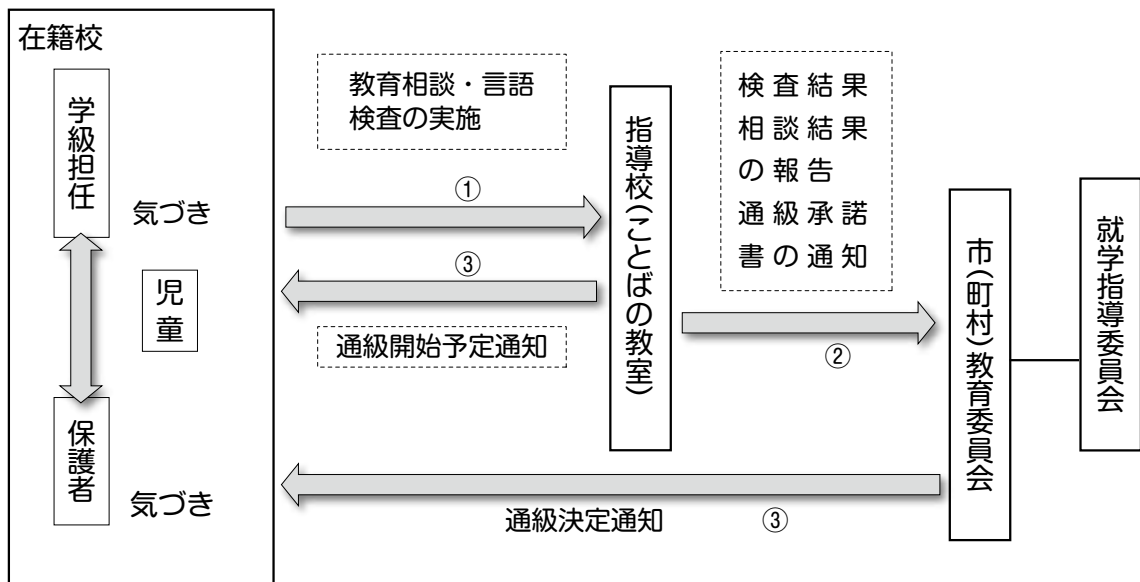 在籍校
学級担任
気づき
児童
保護者
気づき
教育相談・言語
検査の実施
①
③
通級開始予定通知
指導校(ことばの教室)
検査結果
相談結果
の報告
通級承諾
書の通知
②
市(町村)教育委員会
就学指導委員会
通級決定通知
③